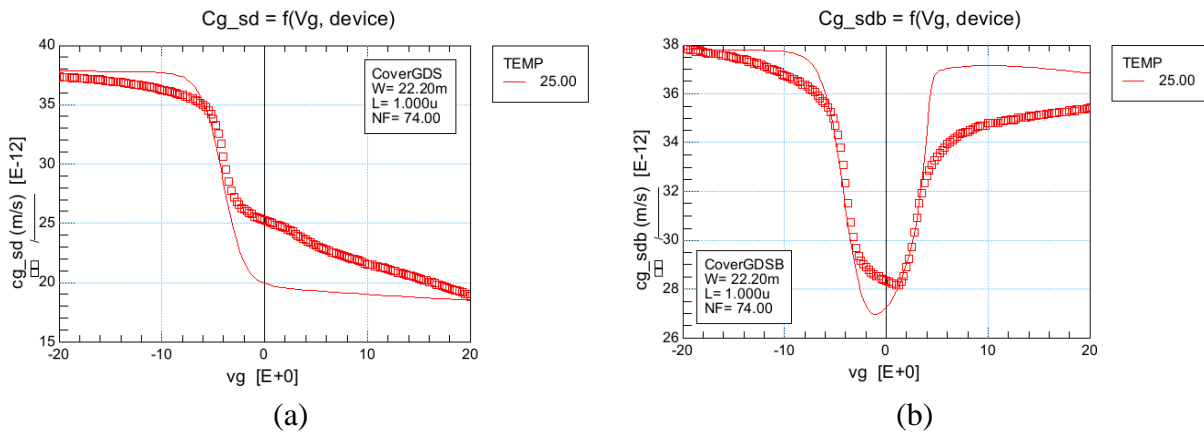 Cg_sd = f(Vg, device)
40
35
30
25
20
15
-20
-10
0
10
20
cg_sd (m/s) [E-12]
vg [E+0]
CoverGDS
W= 22.20m
L= 1.000u
NF= 74.00
TEMP
25.00
(a)
Cg_sdb = f(Vg, device)
38
36
34
32
30
28
26
-20
-10
0
10
20
cg_sdb (m/s) [E-12]
vg [E+0]
CoverGDSB
W= 22.20m
L= 1.000u
NF= 74.00
TEMP
25.00
(b)